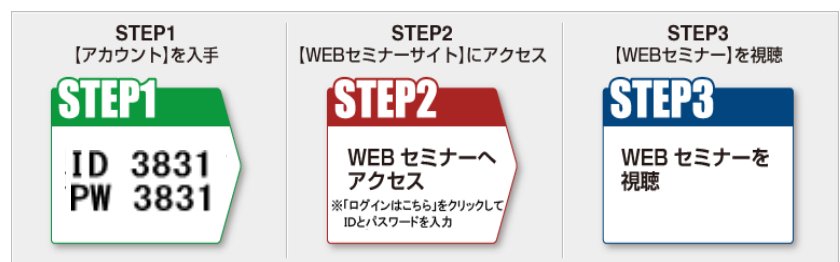 STEP1
【アカウント】を入手
STEP1
ID 3831
PW 3831
STEP2
【WEBセミナーサイト】にアクセス
STEP2
WEB セミナーへ
アクセス
※「ログインはこちら」をクリックして
IDとパスワードを入力
STEP3
【WEBセミナー】を視聴
STEP3
WEB セミナーを
視聴